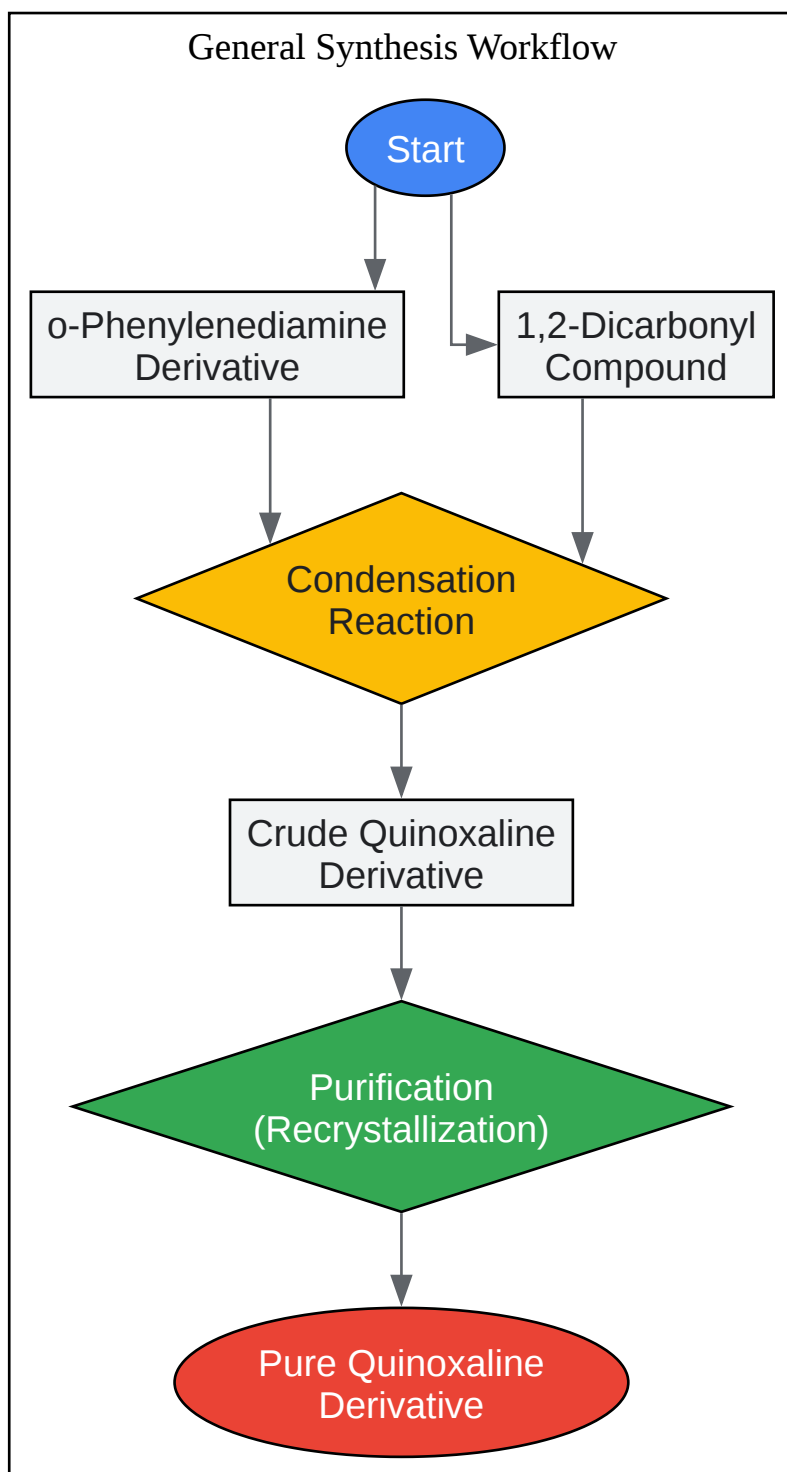 General Synthesis Workflow
Start
o-Phenylenediamine
Derivative
1,2-Dicarbonyl
Compound
Condensation
Reaction
Crude Quinoxaline
Derivative
Purification
(Recrystallization)
Pure Quinoxaline
Derivative